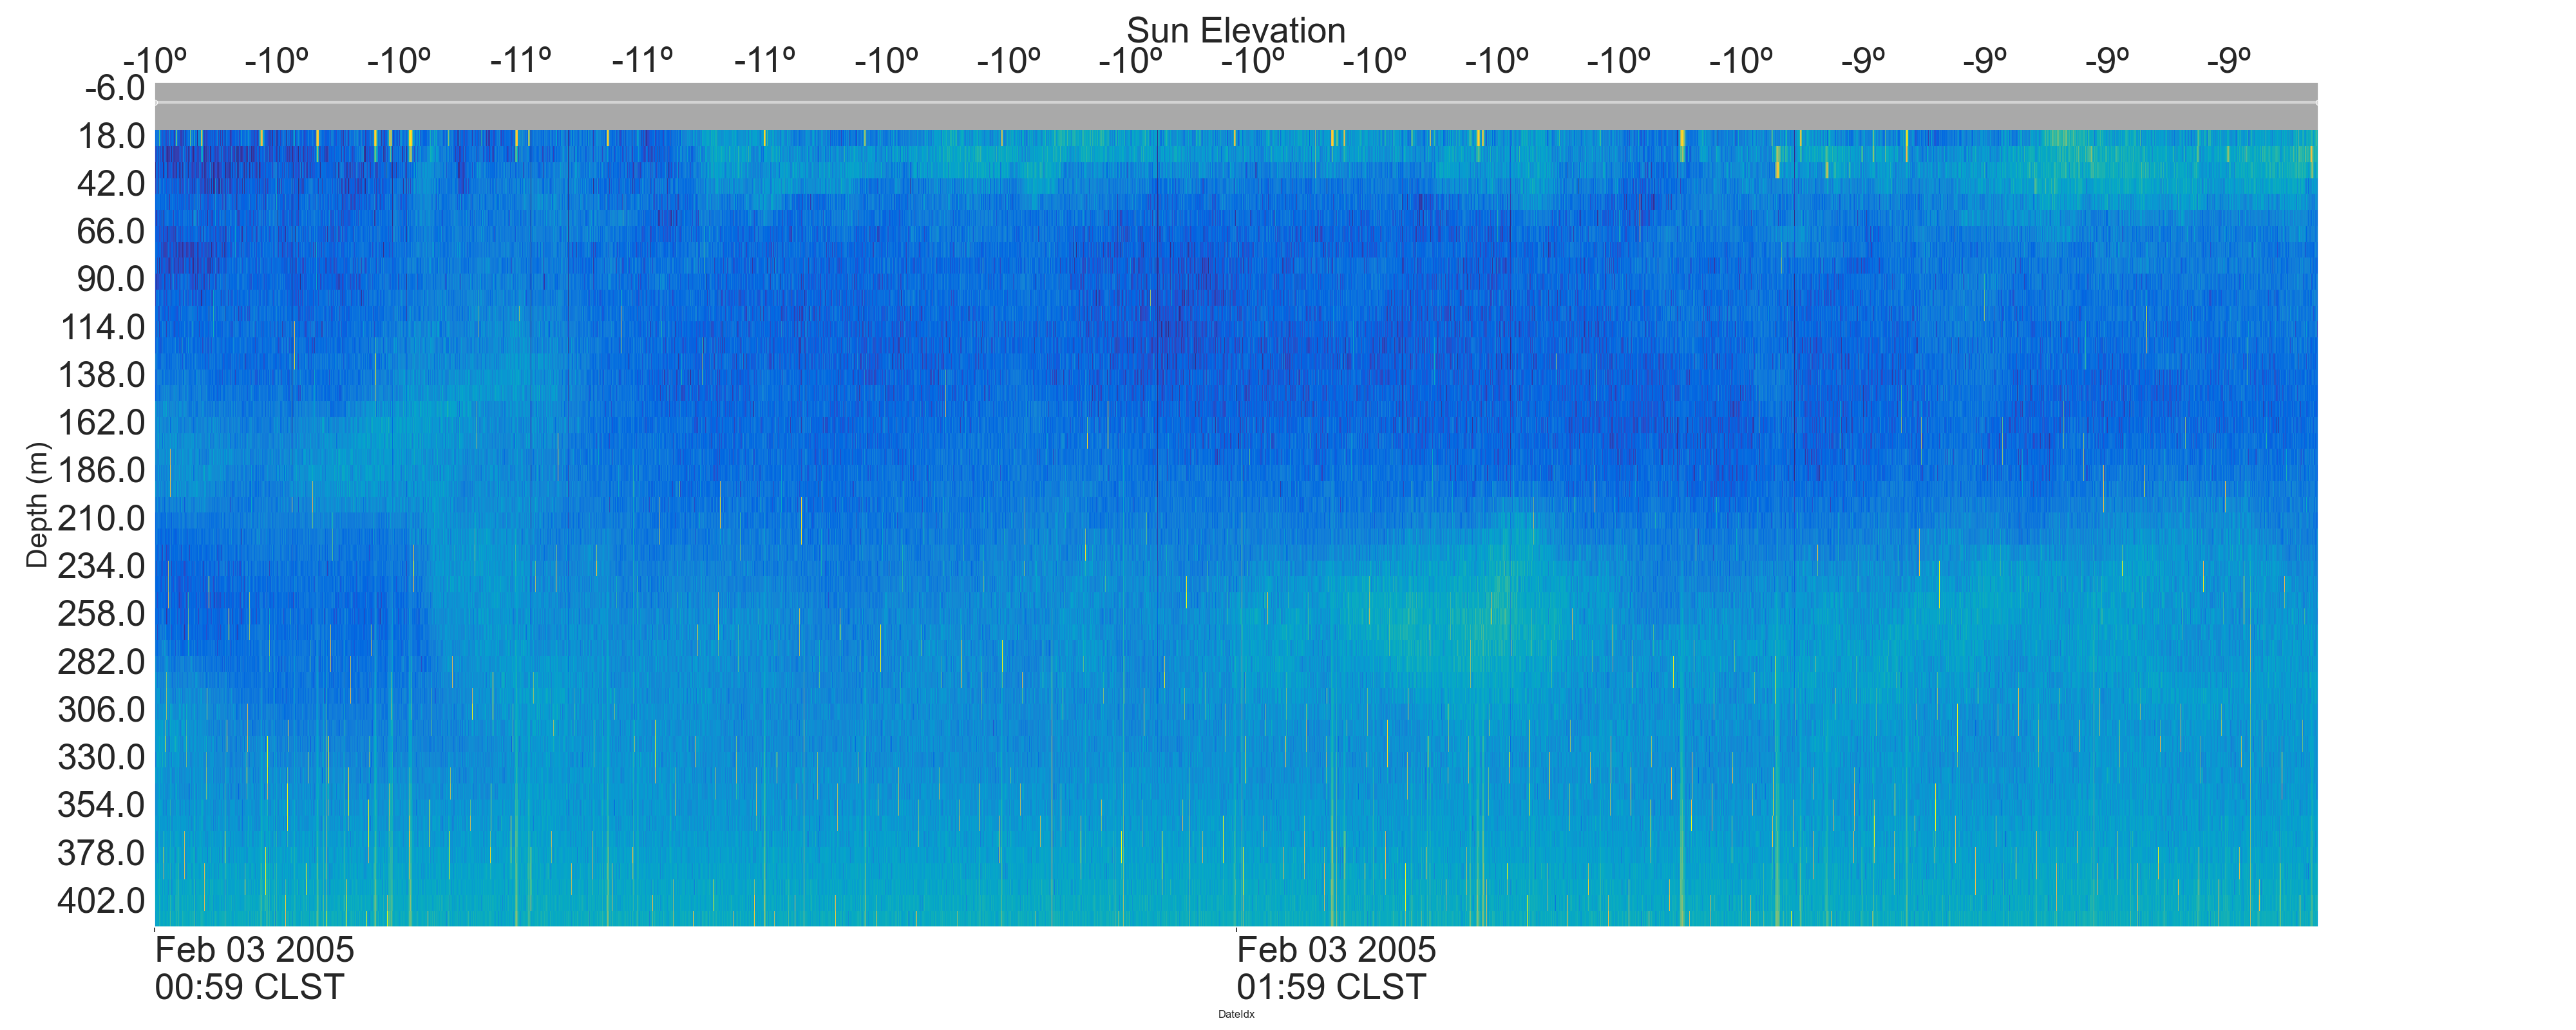 Sun Elevation
-10º -10º -10º -11º -11º -11º -10º -10º -10º -10º -10º -10º -10º -10º -9º -9º -9º -9º
-6.0
18.0
42.0
66.0
90.0
114.0
138.0
162.0
186.0
210.0
234.0
258.0
282.0
306.0
330.0
354.0
378.0
402.0
Depth (m)
Feb 03 2005
00:59 CLST
Feb 03 2005
01:59 CLST
DateIdx